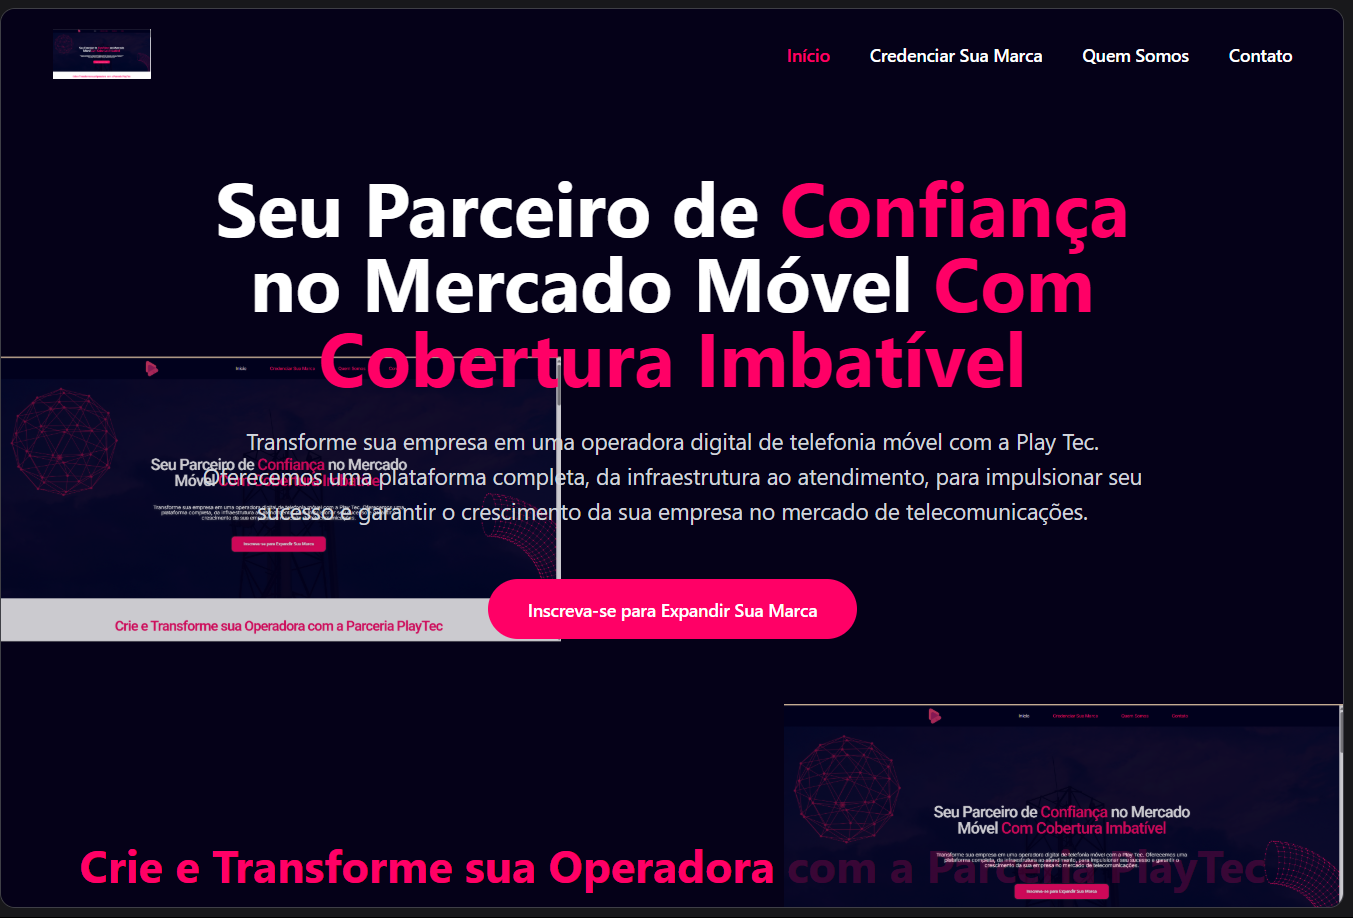 Início Credenciar Sua Marca Quem Somos Contato
Seu Parceiro de Confiança
no Mercado Móvel Com
Cobertura Imbatível
Início Credenciar Sua Marca Quem Somos
Transforme sua empresa em uma operadora digital de telefonia móvel com a Play Tec.
Seu Parceiro de Confiança no Mercado
Móvel Com Cobertura Imbatível
Oferecemos uma plataforma completa, da infraestrutura ao atendimento, para impulsionar seu
sucesso e garantir o crescimento da sua empresa no mercado de telecomunicações.
Inscreva-se para Expandir Sua Marca
Inscreva-se para Expandir Sua Marca
Crie e Transforme sua Operadora com a Parceria PlayTec
Início Credenciar Sua Marca Quem Somos Contato
Seu Parceiro de Confiança no Mercado
Móvel Com Cobertura Imbatível
Transforme sua empresa em uma operadora digital de telefonia móvel com a Play Tec. Oferecemos uma
plataforma completa, da infraestrutura ao atendimento, para impulsionar seu sucesso e garantir o
crescimento da sua empresa no mercado de telecomunicações.
Crie e Transforme sua Operadora com a Parceria PlayTec
Inscreva-se para Expandir Sua Marca